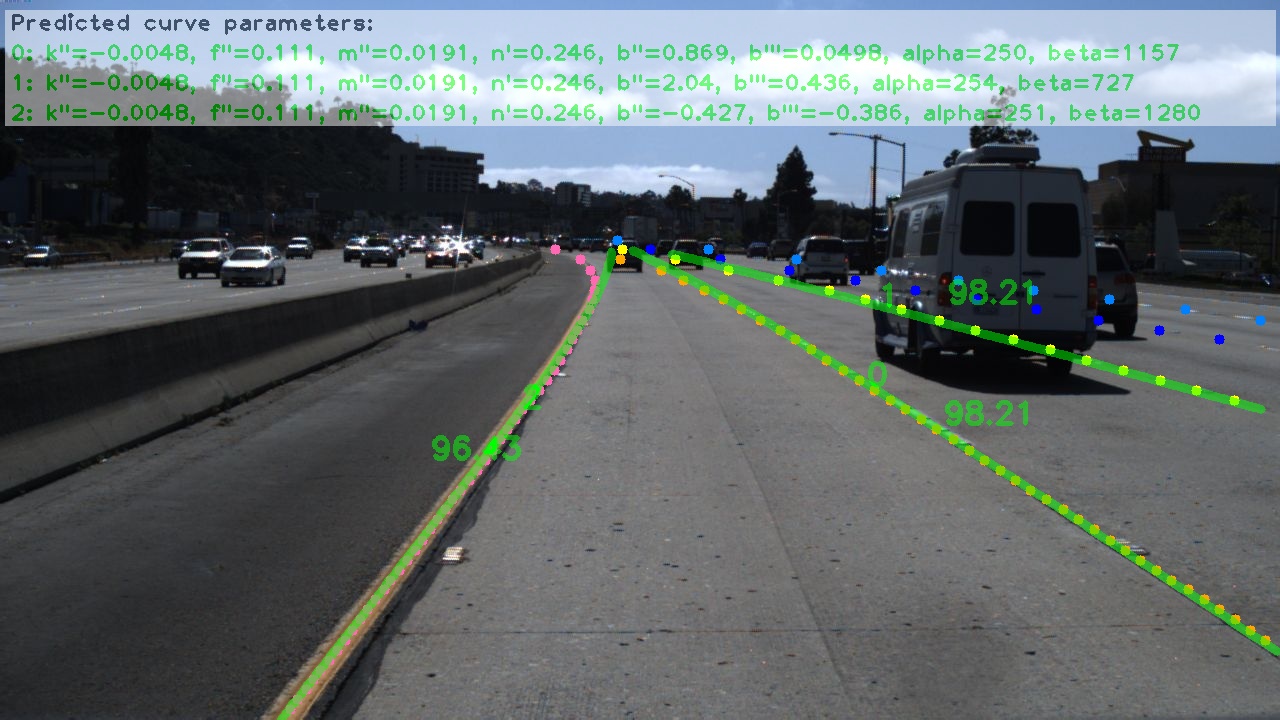 Predicted curve parameters:
0: k''=-0.0048, f''=0.111, m''=0.0191, n'=0.246, b''=0.869, b'''=0.0498, alpha=250, beta=1157
1: k''=-0.0048, f''=0.111, m''=0.0191, n'=0.246, b''=2.04, b'''=0.436, alpha=254, beta=727
2: k''=-0.0048, f''=0.111, m''=0.0191, n'=0.246, b''=-0.427, b'''=-0.386, alpha=251, beta=1280
1 98.21
0
98.21
2